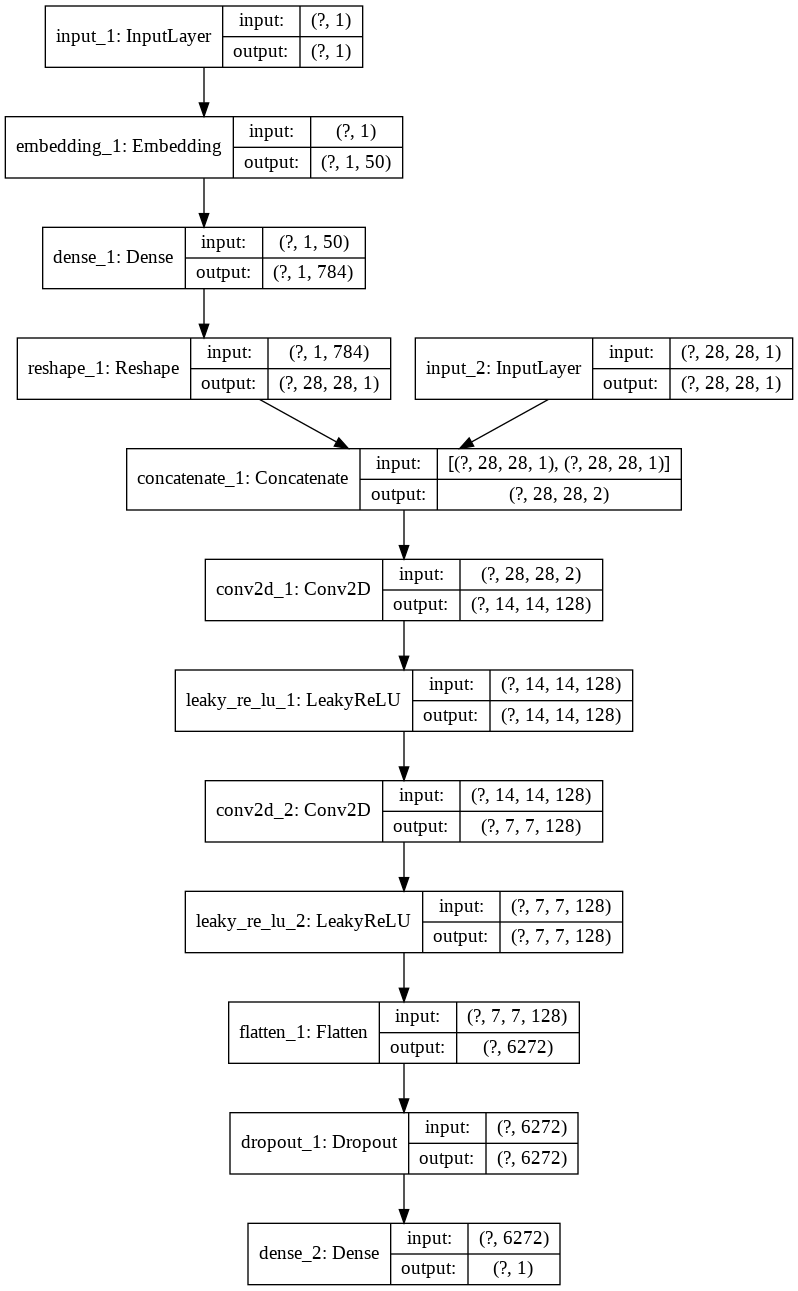 input_1: InputLayer input: (?, 1)
output: (?, 1)
embedding_1: Embedding input: (?, 1)
output: (?, 1, 50)
dense_1: Dense input: (?, 1, 50)
output: (?, 1, 784)
reshape_1: Reshape input: (?, 1, 784)
output: (?, 28, 28, 1)
input_2: InputLayer input: (?, 28, 28, 1)
output: (?, 28, 28, 1)
concatenate_1: Concatenate input: [(?, 28, 28, 1), (?, 28, 28, 1)]
output: (?, 28, 28, 2)
conv2d_1: Conv2D input: (?, 28, 28, 2)
output: (?, 14, 14, 128)
leaky_re_lu_1: LeakyReLU input: (?, 14, 14, 128)
output: (?, 14, 14, 128)
conv2d_2: Conv2D input: (?, 14, 14, 128)
output: (?, 7, 7, 128)
leaky_re_lu_2: LeakyReLU input: (?, 7, 7, 128)
output: (?, 7, 7, 128)
flatten_1: Flatten input: (?, 7, 7, 128)
output: (?, 6272)
dropout_1: Dropout input: (?, 6272)
output: (?, 6272)
dense_2: Dense input: (?, 6272)
output: (?, 1)